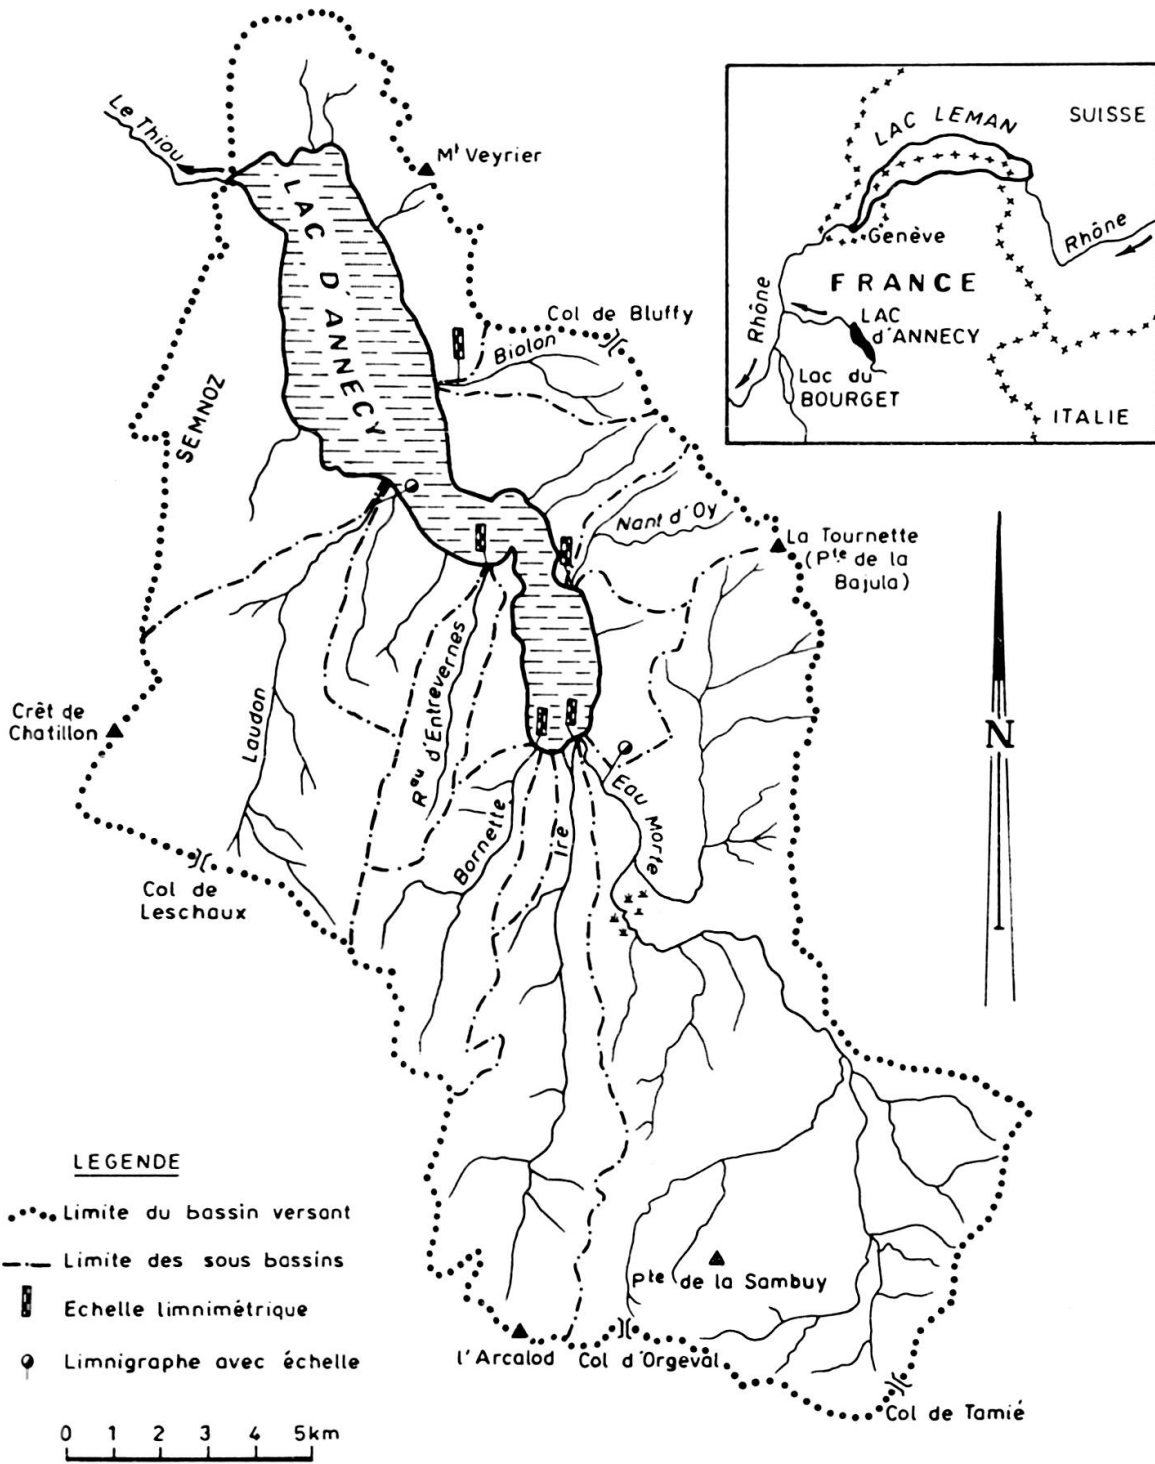 Le Thiou
Mt Veyrier
LAC D'ANNECY
SEMNOZ
Col de Bluffy
Biolon
Nant d'Oy
La Tournette
(Pte de la
Bajula)
Crêt de
Chatillon
Laudon
Rau d'Entrevernes
Bornette
Ire
Eau Morte
Col de
Leschaux
Pte de la Sambuy
l'Arcalod
Col d'Orgeval
Col de Tamié
N
LAC LEMAN
SUISSE
Genève
Rhône
FRANCE
Rhône
LAC
d'ANNECY
Lac du
BOURGET
ITALIE
LEGENDE
Limite du bassin versant
Limite des sous bassins
Echelle limnimétrique
Limnigraphe avec échelle
0 1 2 3 4 5km